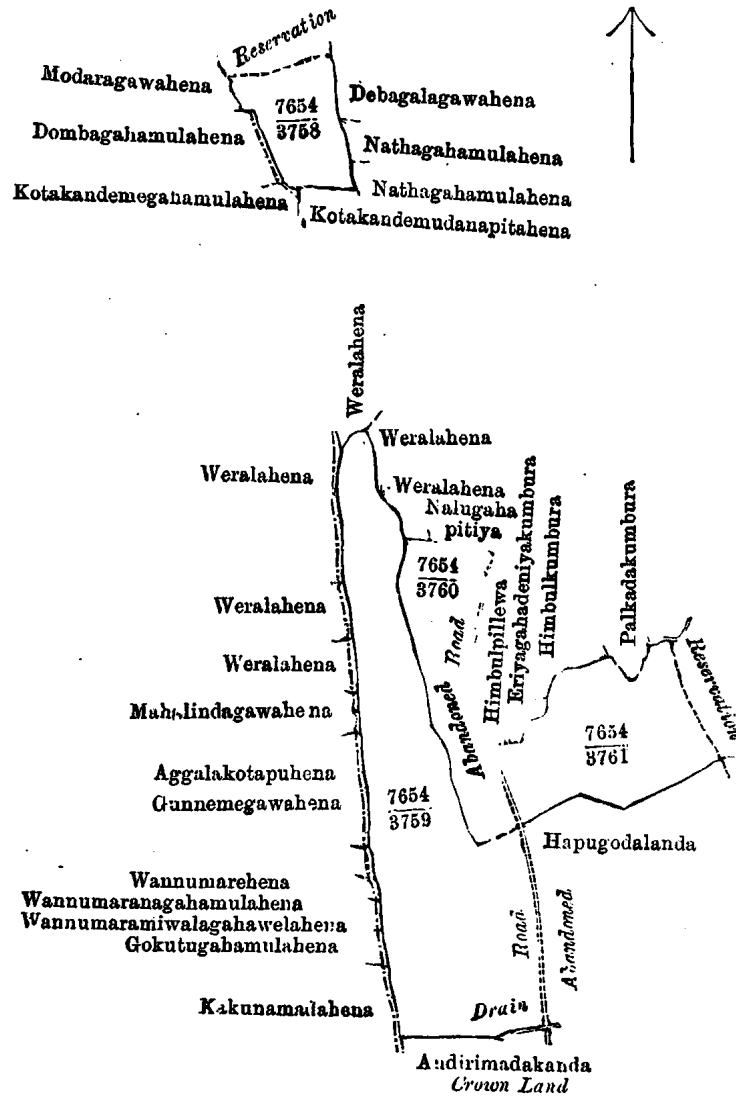 Reservation
Modaragawahena
Debagalagawahena
7654
3758
Dombagahamulahena
Nathagahamulahena
Kotakandemegahamulahena
Nathagahamulahena
Kotakandemudanapitahena
Weralahena
Weralahena
Weralahena
Weralahena
Nalugaha
pitiya
7654
3760
Abandoned Road
Himbulpillewa
Eriyagahadeniyakumbura
Himbulkumbura
Palkadakumbura
Reservation
Weralahena
Weralahena
7654
3761
Aggalakotapuhena
Gunnemegawahena
7654
3759
Hapugodalanda
Wannumarehena
Wannumaranagahamulahena
Wannumaramiwalagahawelahena
Gokutugahamulahena
Road
Abandoned
Kakunamulahena
Drain
Andirimadakanda
Crown Land